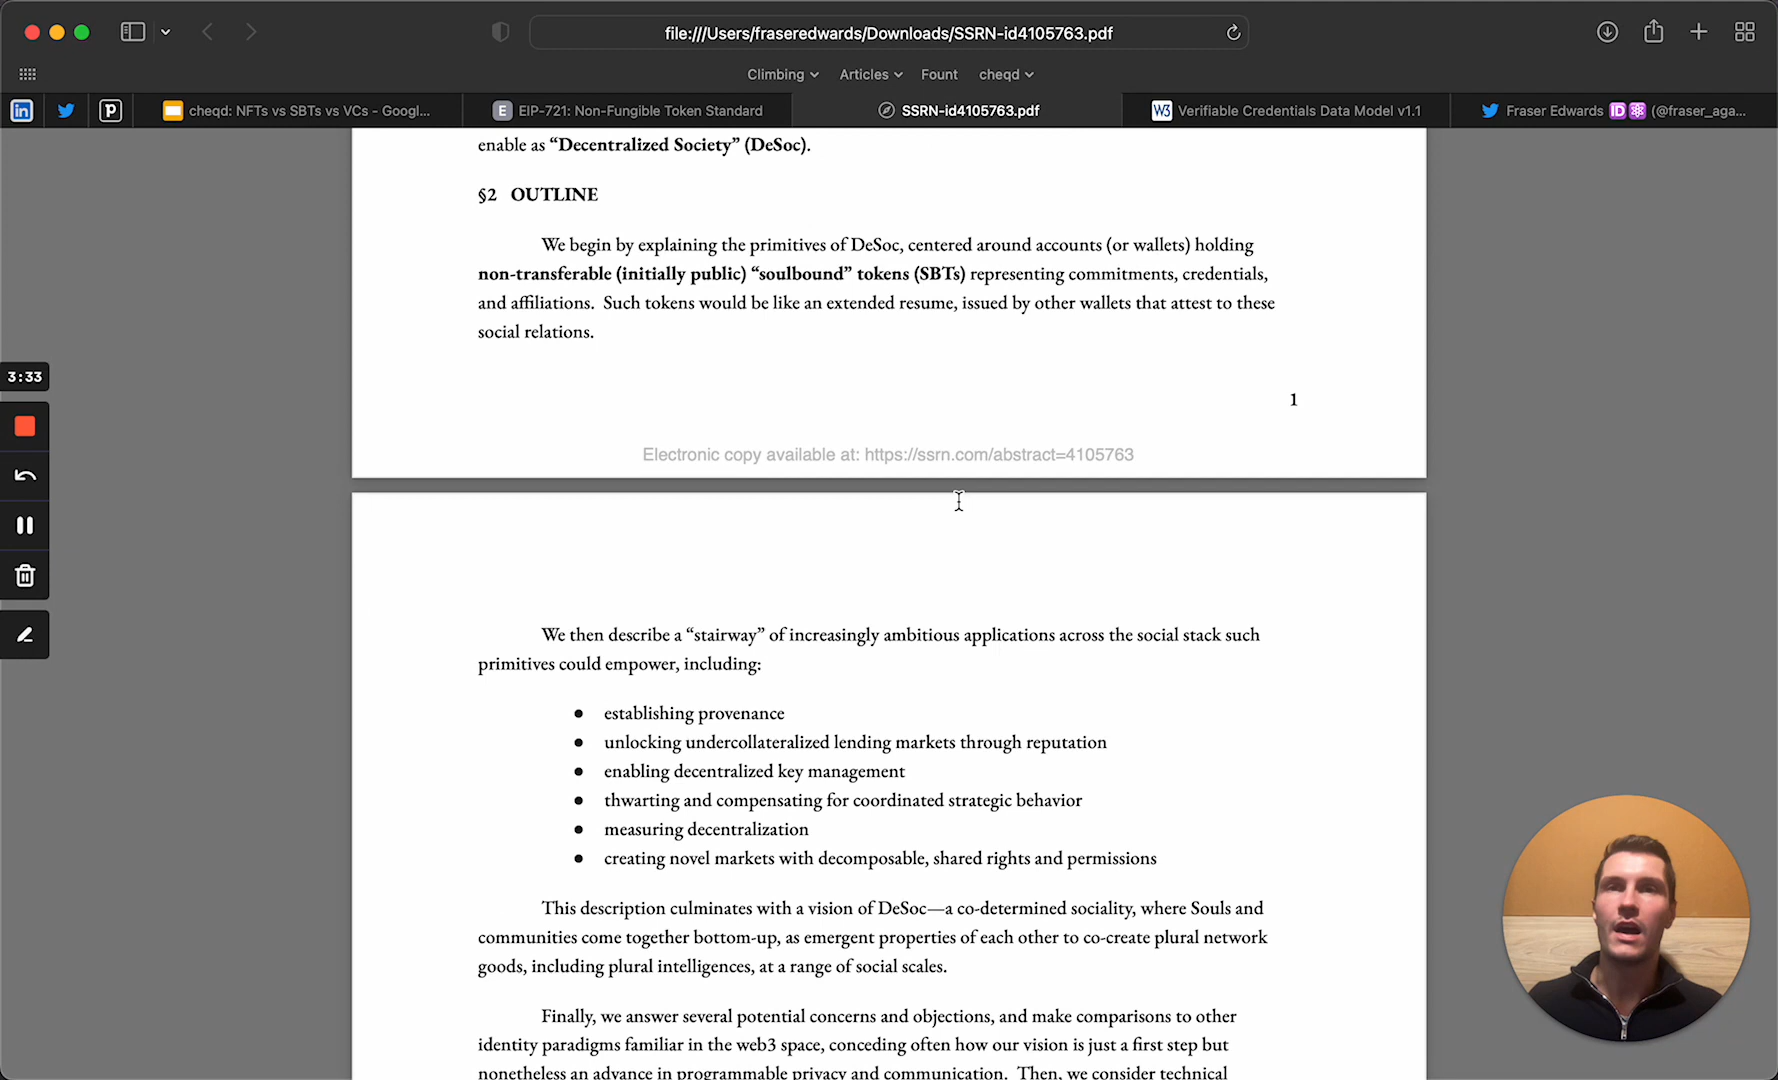 file:///Users/fraseredwards/Downloads/SSRN-id4105763.pdf
Climbing Articles Fount cheqd
cheqd: NFTs vs SBTs vs VCs - Googl...
EIP-721: Non-Fungible Token Standard
SSRN-id4105763.pdf
Verifiable Credentials Data Model v1.1
Fraser Edwards ID (@fraser_aga...
enable as “Decentralized Society” (DeSoc).
§2 OUTLINE
We begin by explaining the primitives of DeSoc, centered around accounts (or wallets) holding
non-transferable (initially public) “soulbound” tokens (SBTs) representing commitments, credentials,
and affiliations. Such tokens would be like an extended resume, issued by other wallets that attest to these
social relations.
3:33
1
Electronic copy available at: https://ssrn.com/abstract=4105763
We then describe a “stairway” of increasingly ambitious applications across the social stack such
primitives could empower, including:
● establishing provenance
● unlocking undercollateralized lending markets through reputation
● enabling decentralized key management
● thwarting and compensating for coordinated strategic behavior
● measuring decentralization
● creating novel markets with decomposable, shared rights and permissions
This description culminates with a vision of DeSoc—a co-determined sociality, where Souls and
communities come together bottom-up, as emergent properties of each other to co-create plural network
goods, including plural intelligences, at a range of social scales.
Finally, we answer several potential concerns and objections, and make comparisons to other
identity paradigms familiar in the web3 space, conceding often how our vision is just a first step but
nonetheless an advance in programmable privacy and communication. Then, we consider technical